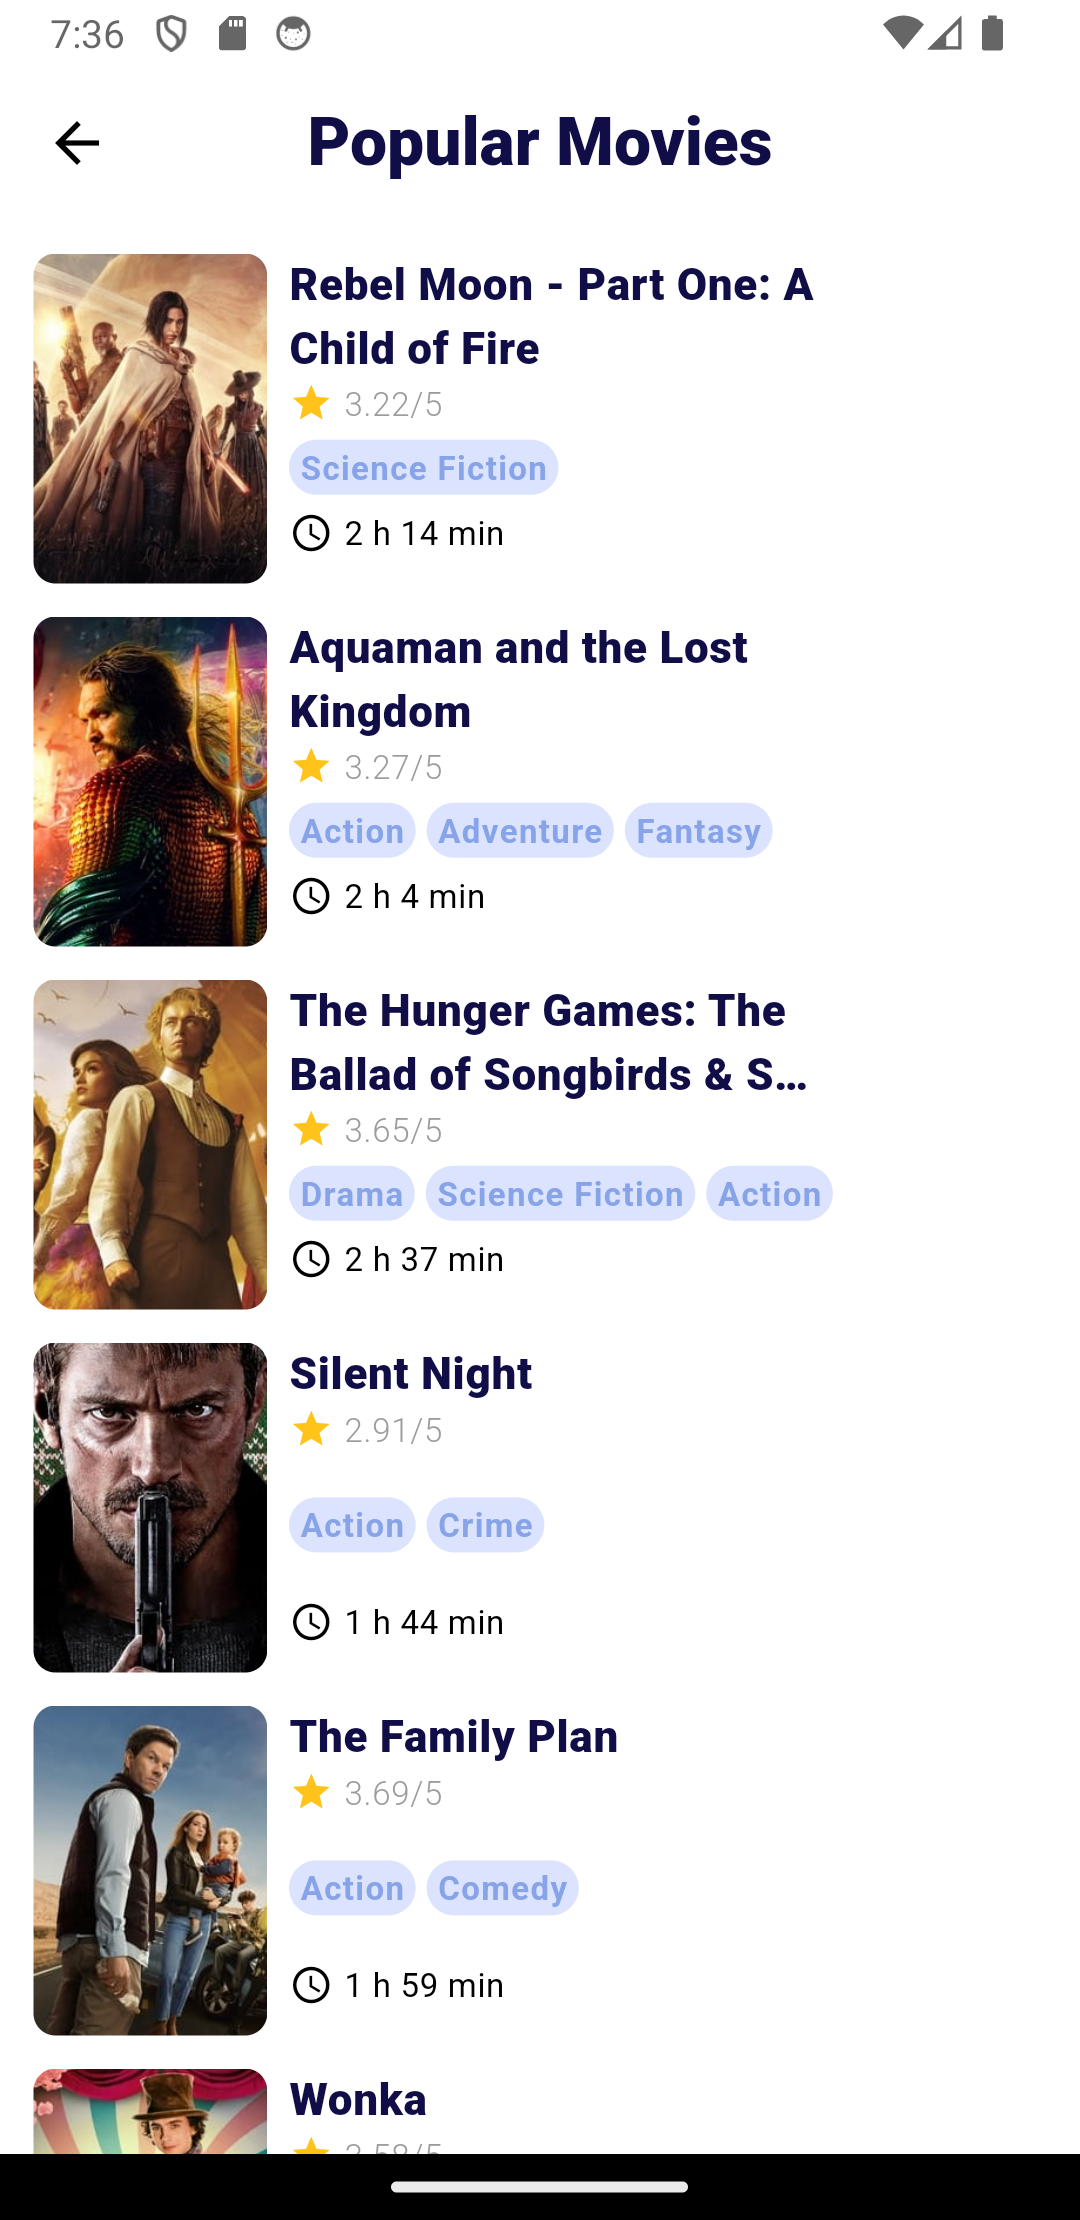 7:36
Popular Movies
Rebel Moon - Part One: A
Child of Fire
3.22/5
Science Fiction
2 h 14 min
Aquaman and the Lost
Kingdom
3.27/5
Action Adventure Fantasy
2 h 4 min
The Hunger Games: The
Ballad of Songbirds & S...
3.65/5
Drama Science Fiction Action
2 h 37 min
Silent Night
2.91/5
Action Crime
1 h 44 min
The Family Plan
3.69/5
Action Comedy
1 h 59 min
Wonka
3.58/5